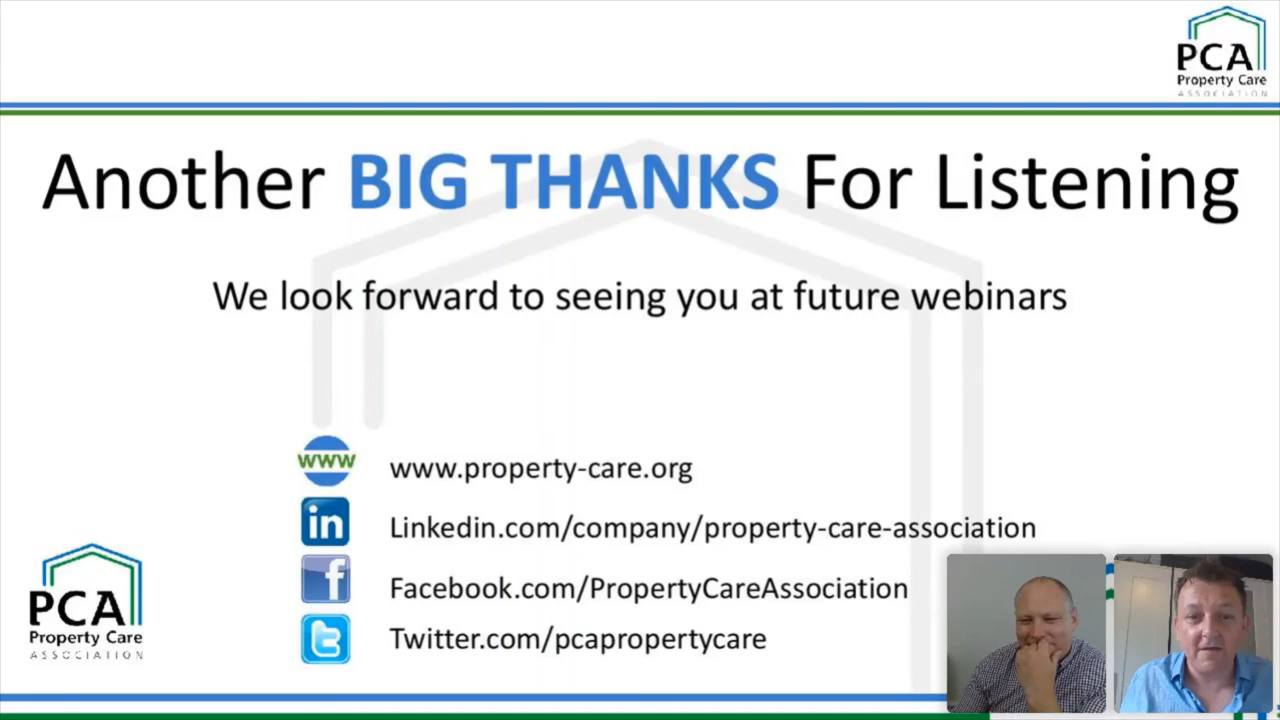 PCA
Property Care
ASSOCIATION
Another BIG THANKS For Listening
We look forward to seeing you at future webinars
www www.property-care.org
in Linkedin.com/company/property-care-association
f Facebook.com/PropertyCareAssociation
t Twitter.com/pcapropertycare
PCA
Property Care
ASSOCIATION